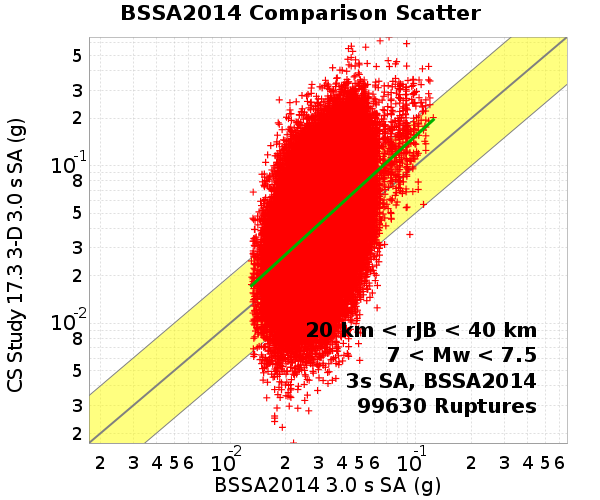 BSSA2014 Comparison Scatter
CS Study 17.3 3-D 3.0 s SA (g)
5
3
2
10-1
8
5
3
2
10-2
8
5
3
2
20 km < rJB < 40 km
7 < Mw < 7.5
3s SA, BSSA2014
99630 Ruptures
2 3 4 5 6 10-2 2 3 4 5 6 10-1 2 3 4 5 6
BSSA2014 3.0 s SA (g)